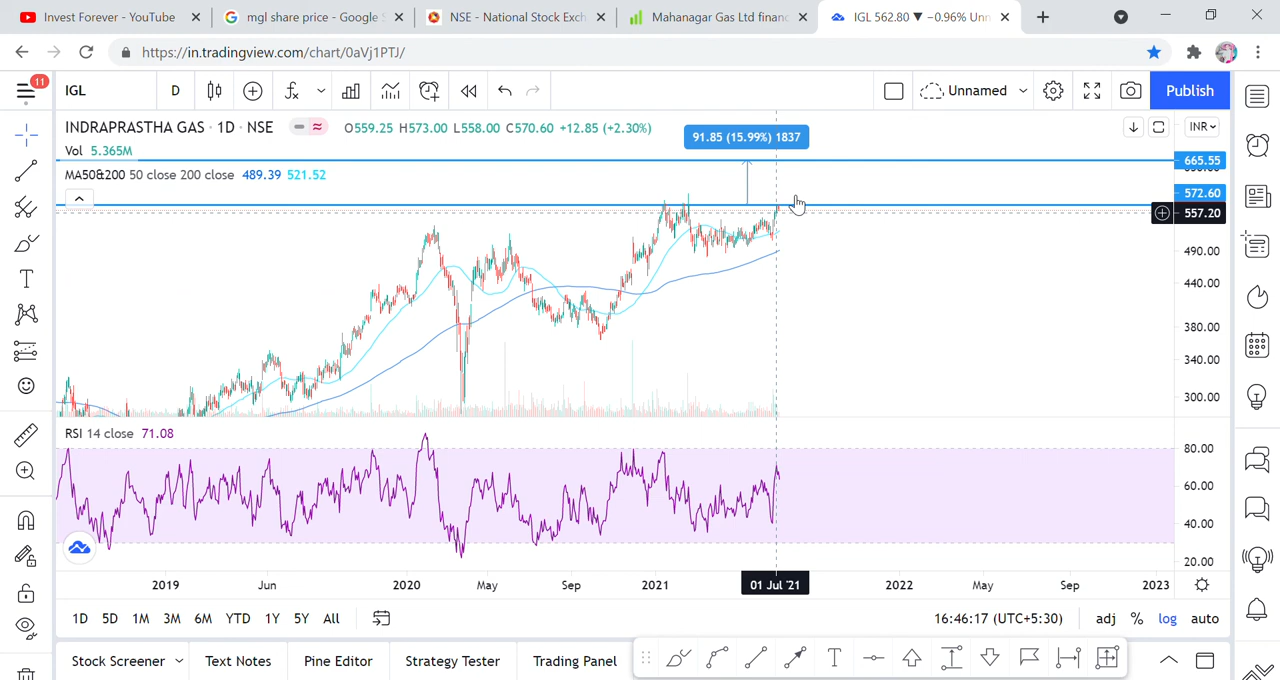 Invest Forever - YouTube
mgl share price - Google S
NSE - National Stock Exch
Mahanagar Gas Ltd financ
IGL 562.80 ▼ −0.96% Unn
https://in.tradingview.com/chart/0aVj1PTJ/
11
IGL
D
Unnamed
Publish
INDRAPRASTHA GAS · 1D · NSE
O559.25 H573.00 L558.00 C570.60 +12.85 (+2.30%)
INR
Vol 5.365M
MA50&200 50 close 200 close 489.39 521.52
91.85 (15.99%) 1837
665.55
572.60
557.20
490.00
440.00
380.00
340.00
300.00
RSI 14 close 71.08
80.00
60.00
40.00
20.00
2019 Jun 2020 May Sep 2021 01 Jul '21 2022 May Sep 2023
1D 5D 1M 3M 6M YTD 1Y 5Y All
16:46:17 (UTC+5:30) adj % log auto
Stock Screener Text Notes Pine Editor Strategy Tester Trading Panel